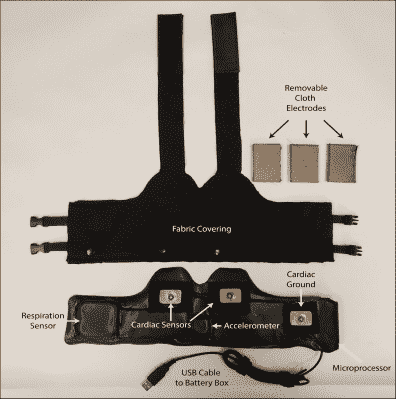 Removable
Cloth
Electrodes
Fabric Covering
Cardiac
Ground
Respiration
Sensor
Cardiac Sensors
Accelerometer
Microprocessor
USB Cable
to Battery Box